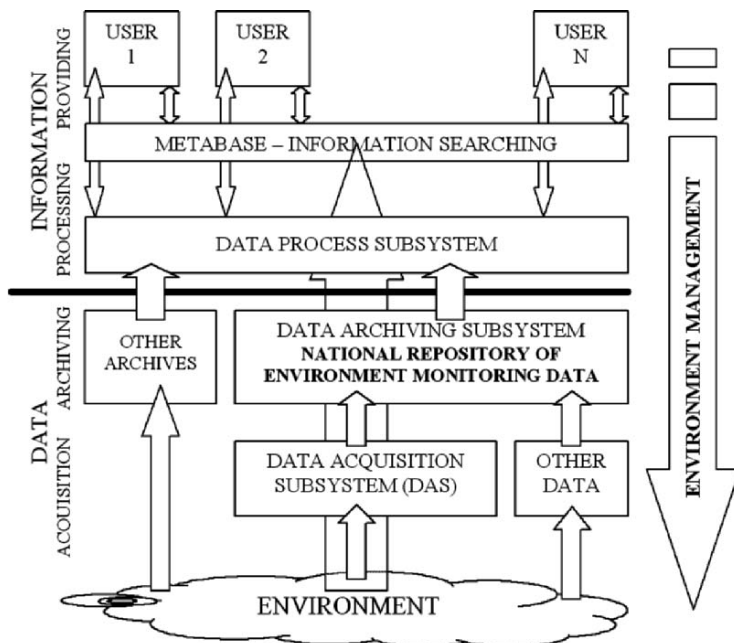 USER
1
USER
2
USER
N
METABASE – INFORMATION SEARCHING
DATA PROCESS SUBSYSTEM
OTHER
ARCHIVES
DATA ARCHIVING SUBSYSTEM
NATIONAL REPOSITORY OF
ENVIRONMENT MONITORING DATA
DATA ACQUISITION
SUBSYSTEM (DAS)
OTHER
DATA
ENVIRONMENT
INFORMATION
PROVIDING
PROCESSING
DATA
ARCHIVING
ACQUISITION
ENVIRONMENT MANAGEMENT